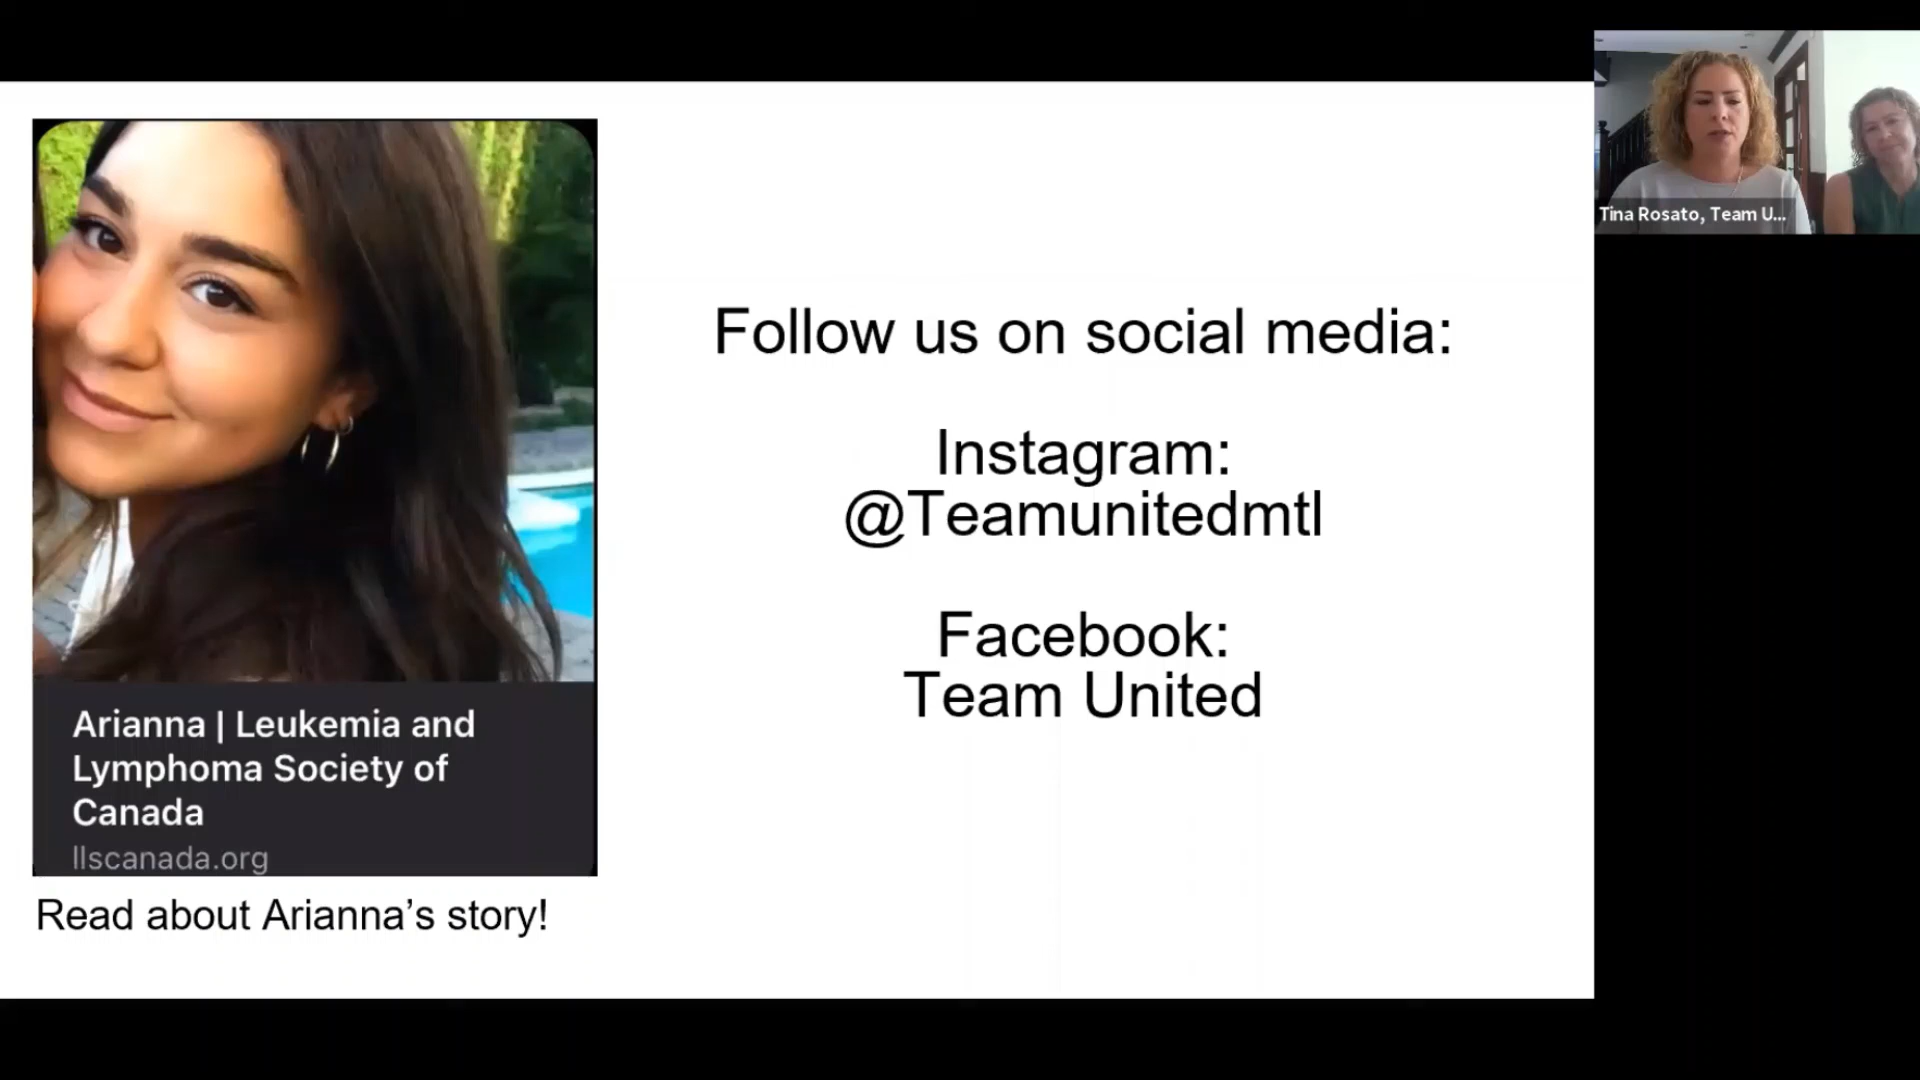 Arianna | Leukemia and
Lymphoma Society of
Canada
llscanada.org
Read about Arianna’s story!
Follow us on social media:
Instagram:
@Teamunitedmtl
Facebook:
Team United
Tina Rosato, Team U...